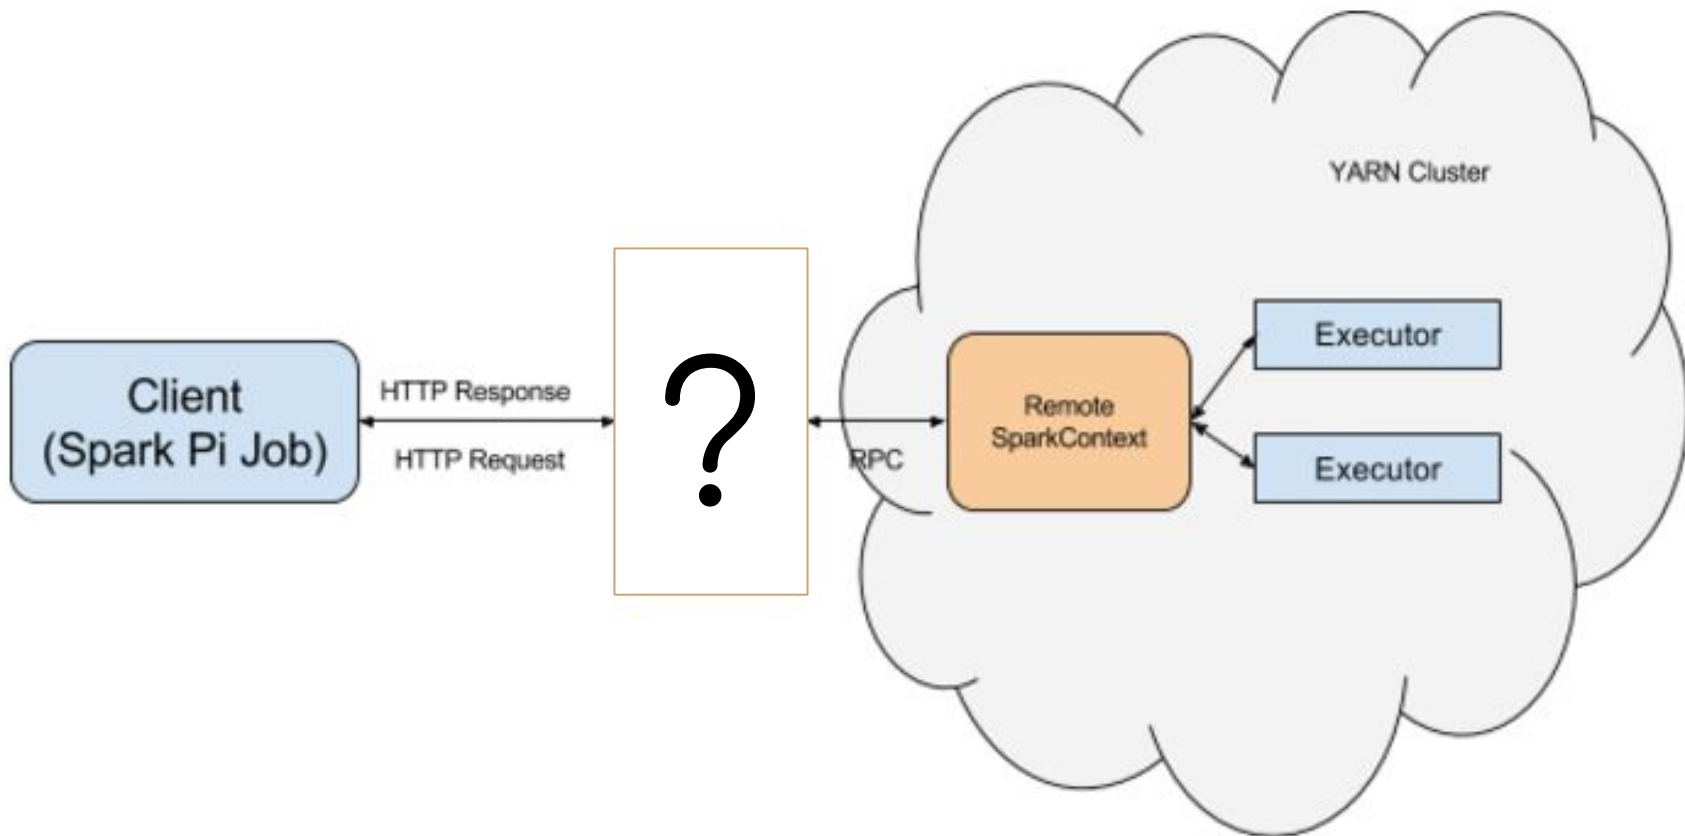 YARN Cluster
Client
(Spark Pi Job)
HTTP Response
HTTP Request
?
RPC
Remote
SparkContext
Executor
Executor